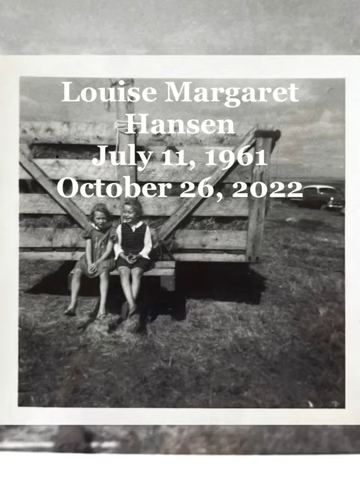 Louise Margaret
Hansen
July 11, 1961
October 26, 2022